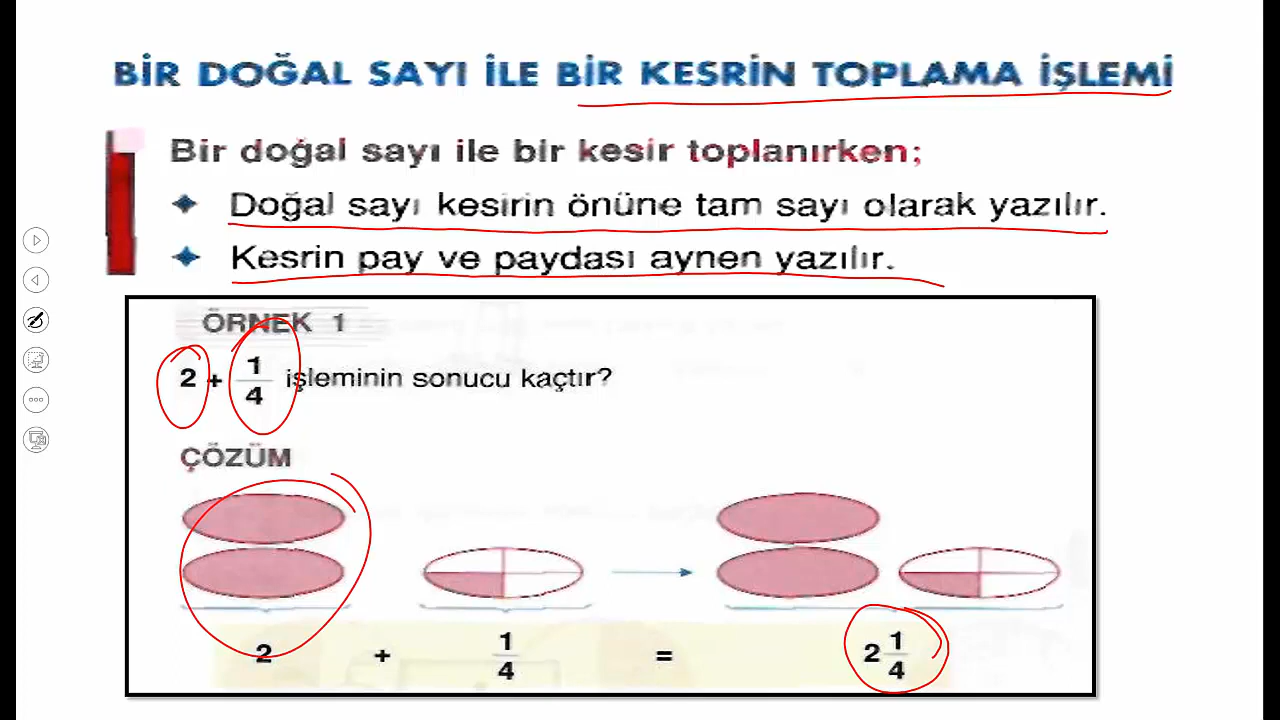 BİR DOĞAL SAYI İLE BİR KESRİN TOPLAMA İŞLEMİ
Bir doğal sayı ile bir kesir toplanırken;
✦ Doğal sayı kesirin önüne tam sayı olarak yazılır.
✦ Kesrin pay ve paydası aynen yazılır.
ÖRNEK 1
2 + 1/4 işleminin sonucu kaçtır?
ÇÖZÜM
2 + 1/4 = 2 1/4